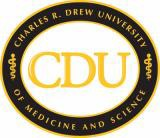 CHARLES R. DREW UNIVERSITY
CDU
OF MEDICINE AND SCIENCE